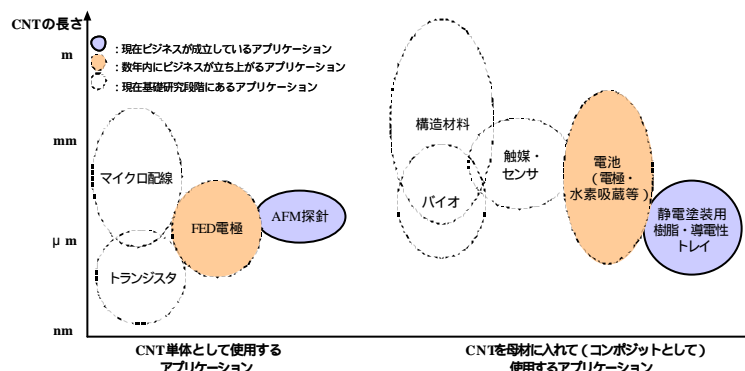 CNTの長さ
m
：現在ビジネスが成立しているアプリケーション
：数年内にビジネスが立ち上がるアプリケーション
：現在基礎研究段階にあるアプリケーション
mm
μm
nm
マイクロ配線
トランジスタ
FED電極
AFM探針
構造材料
バイオ
触媒・
センサ
電池
（電極・
水素吸蔵等）
静電塗装用
樹脂・導電性
トレイ
CNT単体として使用する
アプリケーション
CNTを母材に入れて（コンポジットとして）
使用するアプリケーション